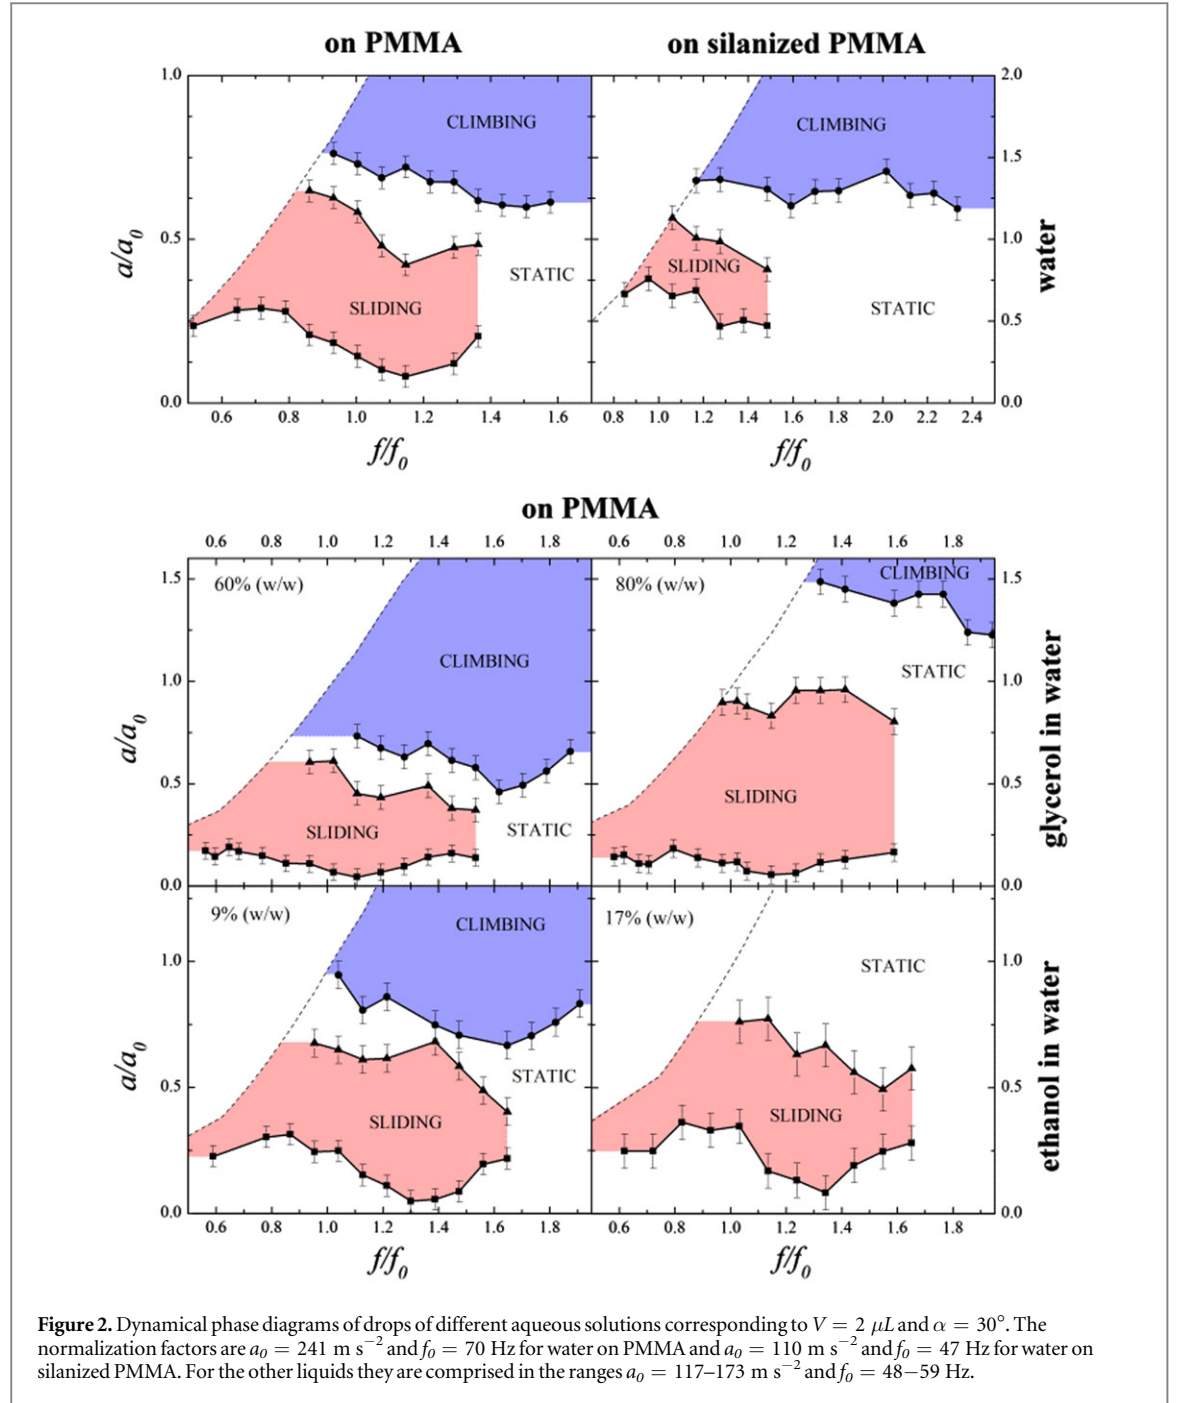 on PMMA
on silanized PMMA
1.0
0.5
0.0
a/a0
CLIMBING
SLIDING
STATIC
0.6 0.8 1.0 1.2 1.4 1.6
f/f0
CLIMBING
SLIDING
STATIC
2.0
1.5
1.0
0.5
0.0
water
0.8 1.0 1.2 1.4 1.6 1.8 2.0 2.2 2.4
f/f0
on PMMA
0.6 0.8 1.0 1.2 1.4 1.6 1.8
0.6 0.8 1.0 1.2 1.4 1.6 1.8
1.5
1.0
0.5
0.0
a/a0
60% (w/w)
CLIMBING
SLIDING
STATIC
80% (w/w)
CLIMBING
STATIC
SLIDING
1.5
1.0
0.5
0.0
glycerol in water
1.0
0.5
0.0
a/a0
9% (w/w)
CLIMBING
STATIC
SLIDING
0.6 0.8 1.0 1.2 1.4 1.6 1.8
f/f0
17% (w/w)
STATIC
SLIDING
1.0
0.5
0.0
ethanol in water
0.6 0.8 1.0 1.2 1.4 1.6 1.8
f/f0
Figure 2. Dynamical phase diagrams of drops of different aqueous solutions corresponding to V = 2 μL and α = 30°. The
normalization factors are a0 = 241 m s−2 and f0 = 70 Hz for water on PMMA and a0 = 110 m s−2 and f0 = 47 Hz for water on
silanized PMMA. For the other liquids they are comprised in the ranges a0 = 117–173 m s−2 and f0 = 48−59 Hz.